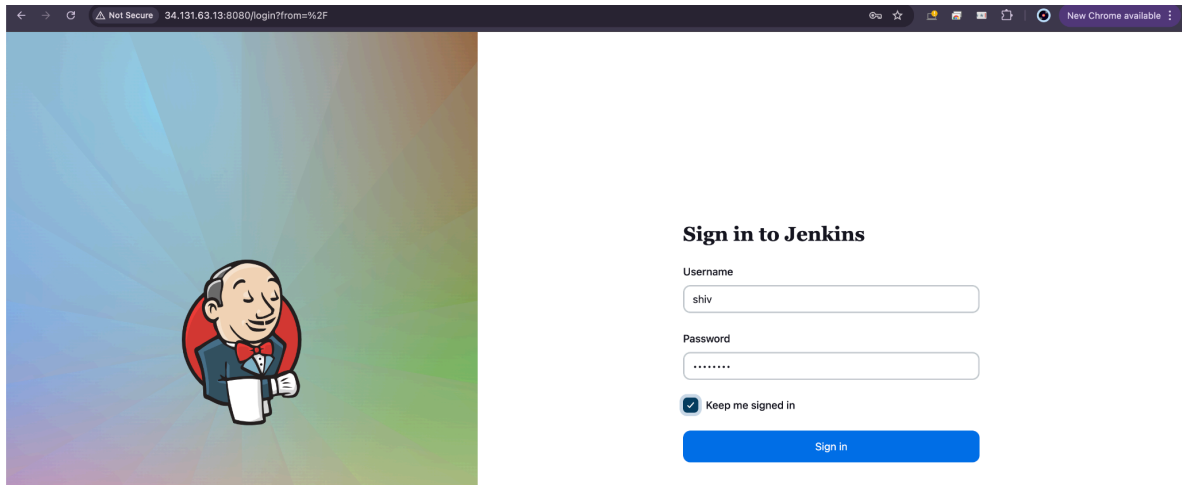 Not Secure 34.131.63.13:8080/login?from=%2F
New Chrome available
Sign in to Jenkins
Username
shiv
Password
........
Keep me signed in
Sign in